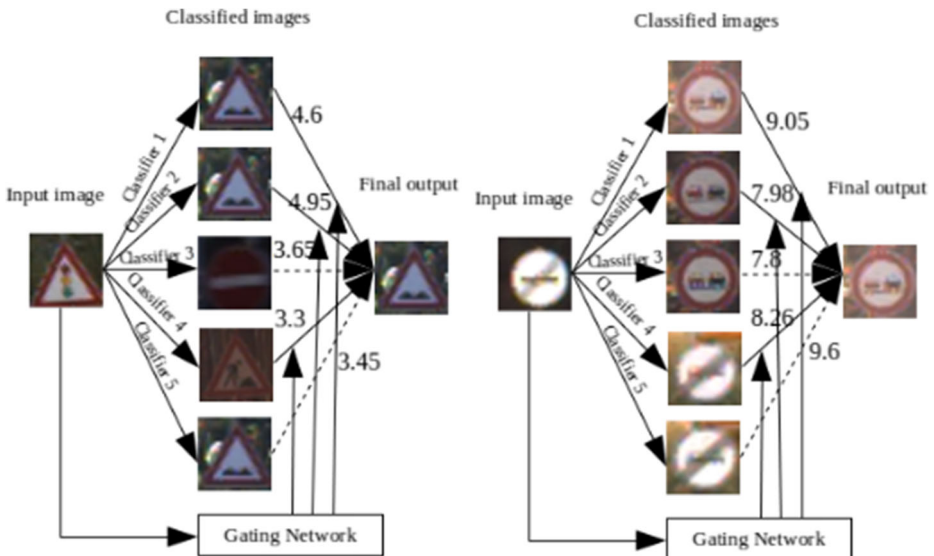 Classified images
Classifier 1
4.6
Classifier 2
4.95
Input image
Final output
Classifier 3
3.65
Classifier 4
3.3
Classifier 5
3.45
Gating Network
Classified images
Classifier 1
9.05
Classifier 2
7.98
Input image
Final output
Classifier 3
7.8
Classifier 4
8.26
Classifier 5
9.6
Gating Network